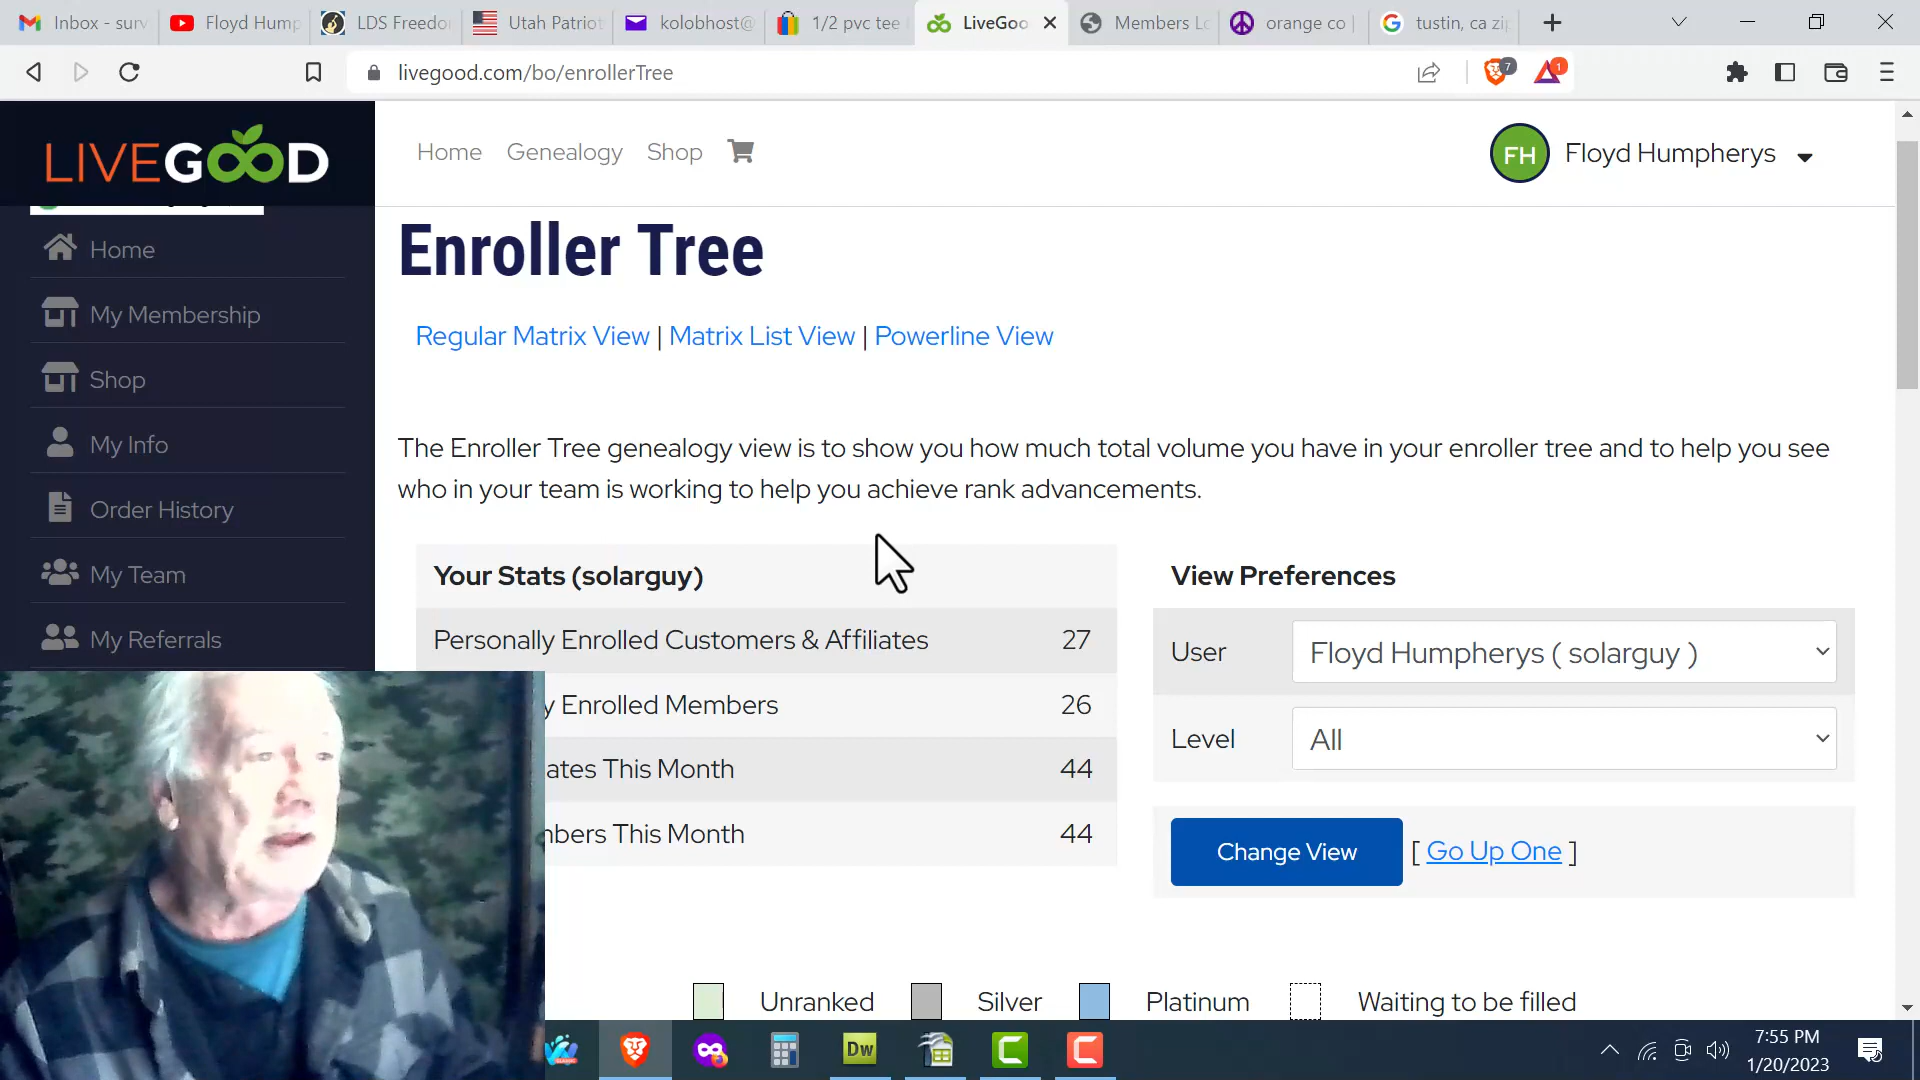 Inbox - surv
Floyd Hump
LDS Freedo
Utah Patriot
kolobhost@
1/2 pvc tee
LiveGoo
Members Lo
orange co |
tustin, ca zip
livegood.com/bo/enrollerTree
7
1
LIVEGOOD
Home
Genealogy
Shop
FH
Floyd Humpherys
Home
My Membership
Shop
My Info
Order History
My Team
My Referrals
Enroller Tree
Regular Matrix View | Matrix List View | Powerline View
The Enroller Tree genealogy view is to show you how much total volume you have in your enroller tree and to help you see
who in your team is working to help you achieve rank advancements.
Your Stats (solarguy)
Personally Enrolled Customers & Affiliates 27
y Enrolled Members 26
ates This Month 44
nbers This Month 44
View Preferences
User Floyd Humpherys ( solarguy )
Level All
Change View [ Go Up One ]
Unranked
Silver
Platinum
Waiting to be filled
Dw
7:55 PM
1/20/2023